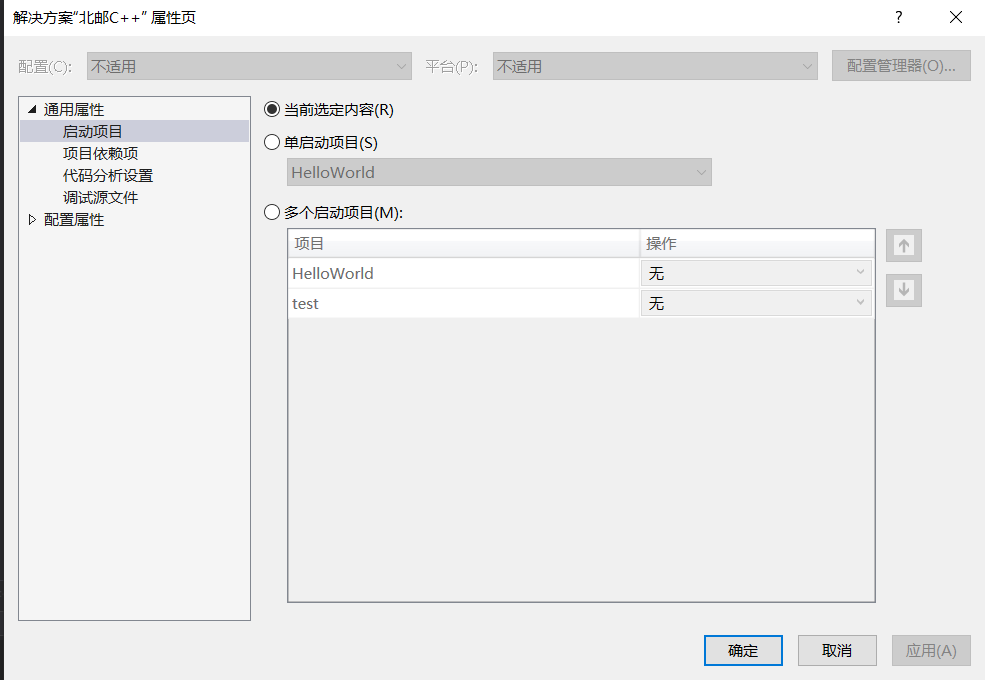 解决方案“北邮C++” 属性页 ?
配置(C): 不适用 平台(P): 不适用 配置管理器(O)...
通用属性
启动项目
项目依赖项
代码分析设置
调试源文件
配置属性
当前选定内容(R)
单启动项目(S)
HelloWorld
多个启动项目(M):
项目 操作
HelloWorld 无
test 无
确定 取消 应用(A)